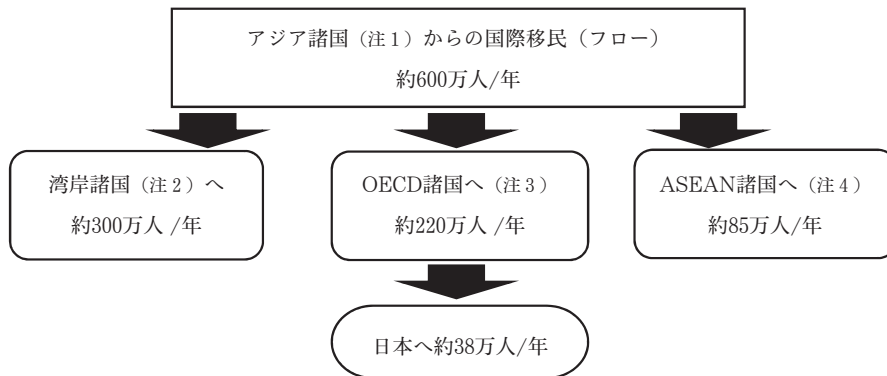 アジア諸国（注1）からの国際移民（フロー）
約600万人/年
湾岸諸国（注2）へ
約300万人 /年
OECD諸国へ（注3）
約220万人 /年
ASEAN諸国へ（注4）
約85万人/年
日本へ約38万人/年